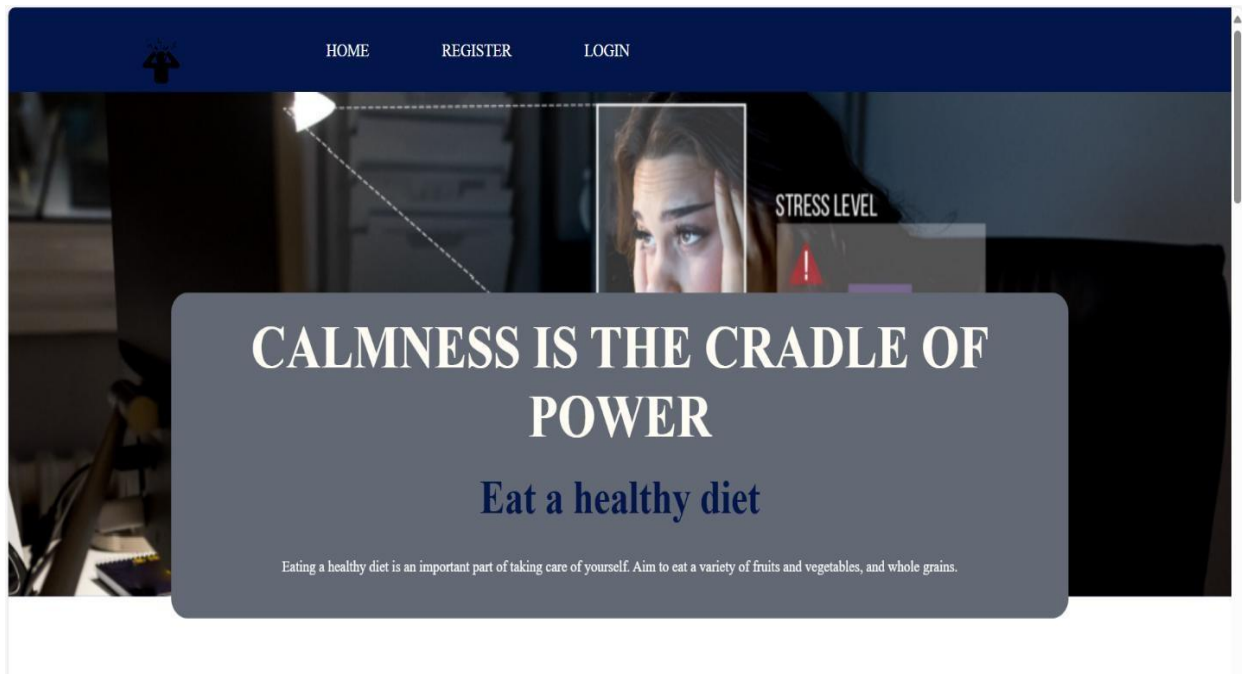 HOME REGISTER LOGIN
STRESS LEVEL
!
CALMNESS IS THE CRADLE OF
POWER
Eat a healthy diet
Eating a healthy diet is an important part of taking care of yourself. Aim to eat a variety of fruits and vegetables, and whole grains.